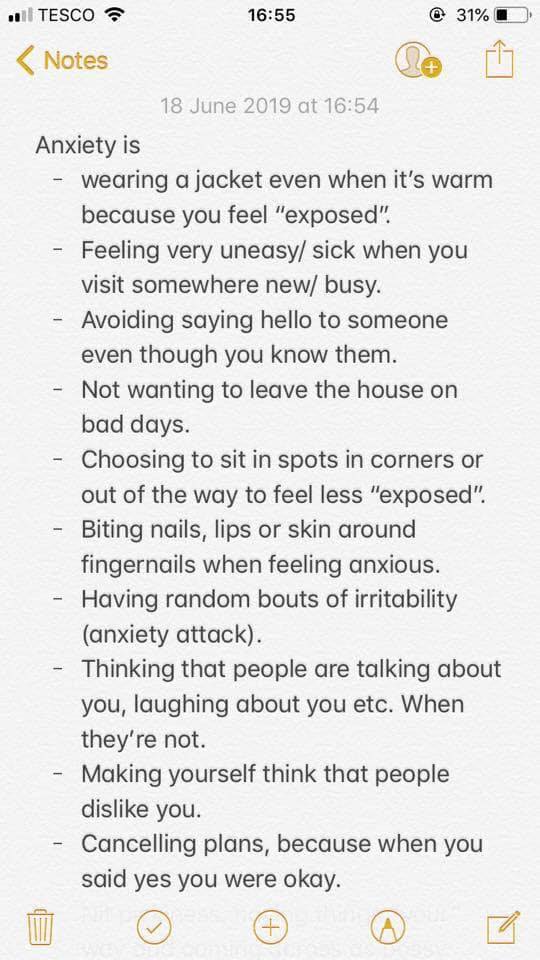 TESCO 16:55 31%
Notes
18 June 2019 at 16:54
Anxiety is
- wearing a jacket even when it's warm
because you feel "exposed".
- Feeling very uneasy/ sick when you
visit somewhere new/ busy.
- Avoiding saying hello to someone
even though you know them.
- Not wanting to leave the house on
bad days.
- Choosing to sit in spots in corners or
out of the way to feel less "exposed".
- Biting nails, lips or skin around
fingernails when feeling anxious.
- Having random bouts of irritability
(anxiety attack).
- Thinking that people are talking about
you, laughing about you etc. When
they're not.
- Making yourself think that people
dislike you.
- Cancelling plans, because when you
said yes you were okay.